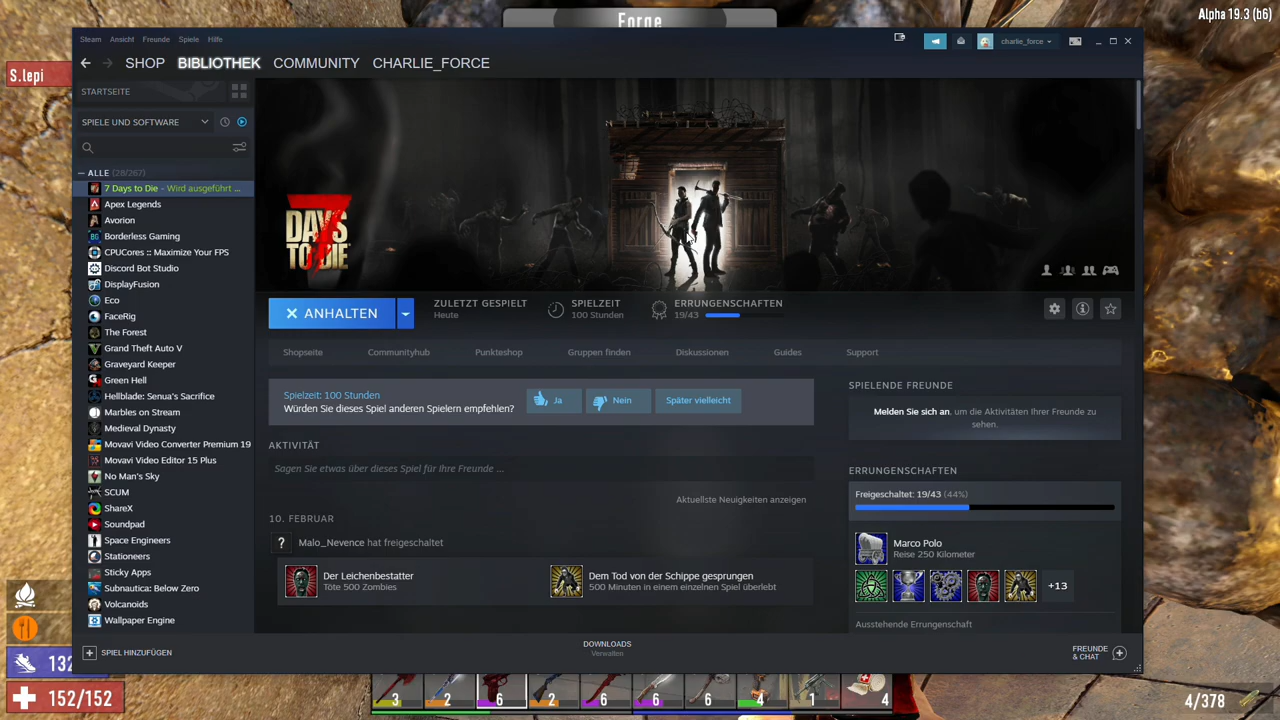 Forge
Alpha 19.3 (b6)
Steam Ansicht Freunde Spiele Hilfe
charlie_force
SHOP BIBLIOTHEK COMMUNITY CHARLIE_FORCE
S.lepi
STARTSEITE
SPIELE UND SOFTWARE
ALLE (28/267)
7 Days to Die - Wird ausgeführt ...
Apex Legends
Avorion
Borderless Gaming
CPUCores :: Maximize Your FPS
Discord Bot Studio
DisplayFusion
Eco
FaceRig
The Forest
Grand Theft Auto V
Graveyard Keeper
Green Hell
Hellblade: Senua's Sacrifice
Marbles on Stream
Medieval Dynasty
Movavi Video Converter Premium 19
Movavi Video Editor 15 Plus
No Man's Sky
SCUM
ShareX
Soundpad
Space Engineers
Stationeers
Sticky Apps
Subnautica: Below Zero
Volcanoids
Wallpaper Engine
7 DAYS TO DIE
ANHALTEN
ZULETZT GESPIELT
Heute
SPIELZEIT
100 Stunden
ERRUNGENSCHAFTEN
19/43
Shopseite Communityhub Punkteshop Gruppen finden Diskussionen Guides Support
Spielzeit: 100 Stunden
Würden Sie dieses Spiel anderen Spielern empfehlen?
Ja Nein Später vielleicht
AKTIVITÄT
Sagen Sie etwas über dieses Spiel für Ihre Freunde ...
Aktuellste Neuigkeiten anzeigen
10. FEBRUAR
? Malo_Nevence hat freigeschaltet
Der Leichenbestatter
Töte 500 Zombies
Dem Tod von der Schippe gesprungen
500 Minuten in einem einzelnen Spiel überlebt
SPIELENDE FREUNDE
Melden Sie sich an, um die Aktivitäten Ihrer Freunde zu
sehen.
ERRUNGENSCHAFTEN
Freigeschaltet: 19/43 (44%)
Marco Polo
Reise 250 Kilometer
+13
Ausstehende Errungenschaft
SPIEL HINZUFÜGEN
DOWNLOADS
Verwalten
FREUNDE
& CHAT
132
152/152
3 2 6 2 6 6 6 4 1 4
4/378